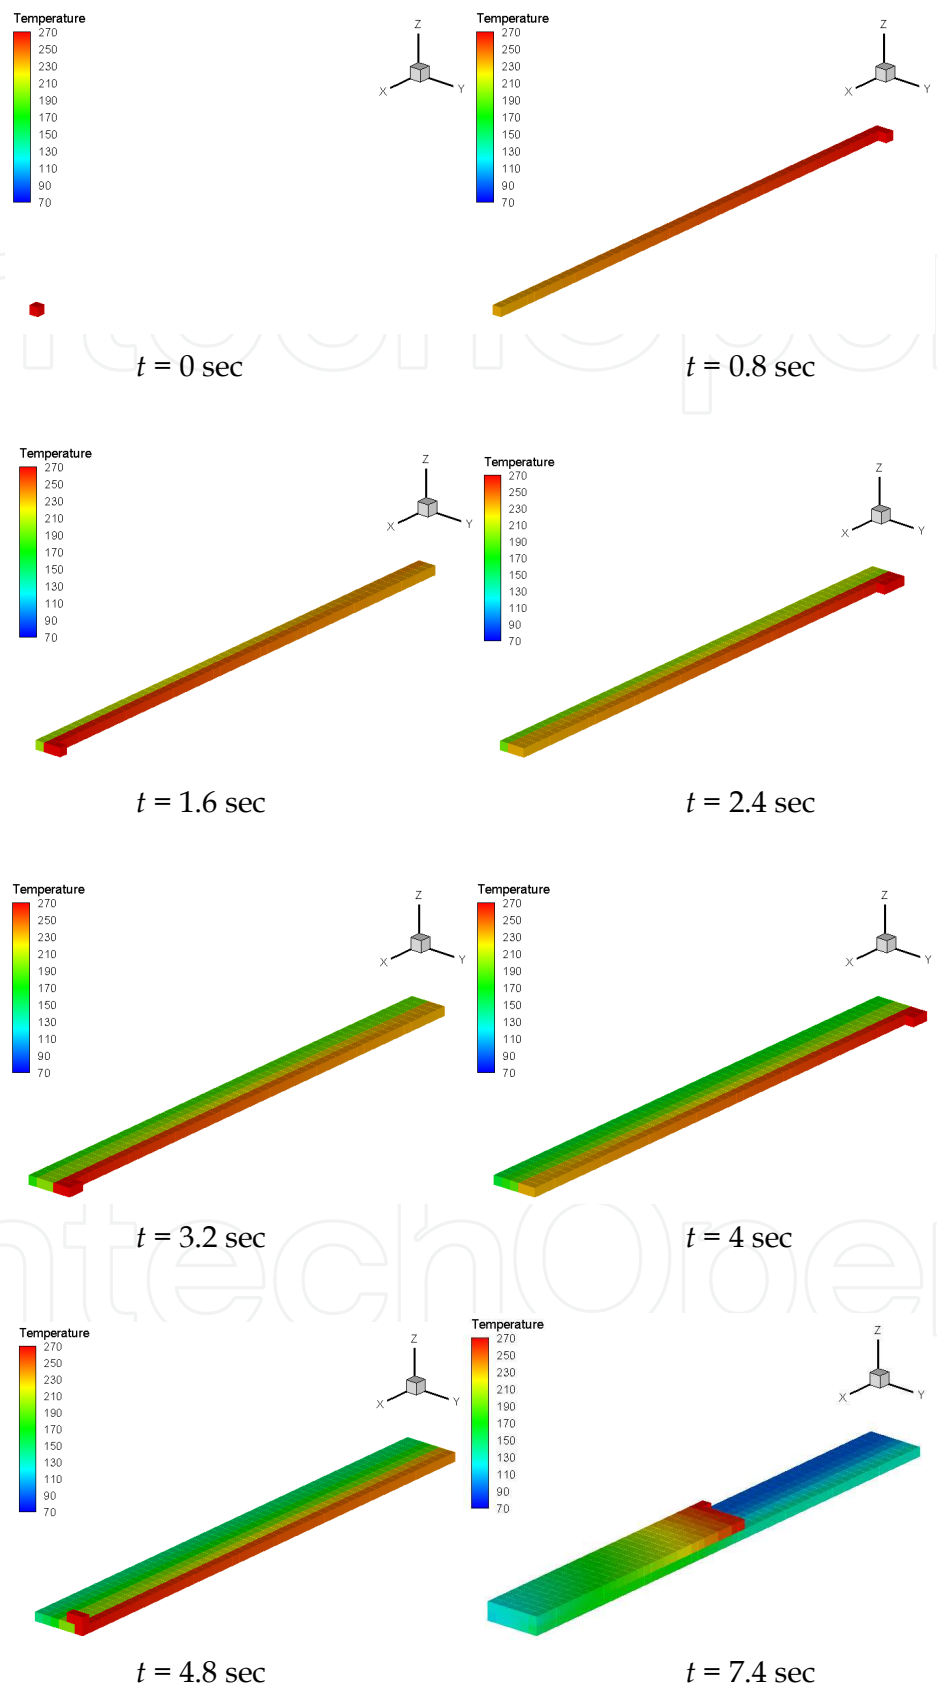 Temperature
270
250
230
210
190
170
150
130
110
90
70
Z
X
Y
t = 0 sec
Temperature
270
250
230
210
190
170
150
130
110
90
70
Z
X
Y
t = 0.8 sec
Temperature
270
250
230
210
190
170
150
130
110
90
70
Z
X
Y
t = 1.6 sec
Temperature
270
250
230
210
190
170
150
130
110
90
70
Z
X
Y
t = 2.4 sec
Temperature
270
250
230
210
190
170
150
130
110
90
70
Z
X
Y
t = 3.2 sec
Temperature
270
250
230
210
190
170
150
130
110
90
70
Z
X
Y
t = 4 sec
Temperature
270
250
230
210
190
170
150
130
110
90
70
Z
X
Y
t = 4.8 sec
Temperature
270
250
230
210
190
170
150
130
110
90
70
Z
X
Y
t = 7.4 sec